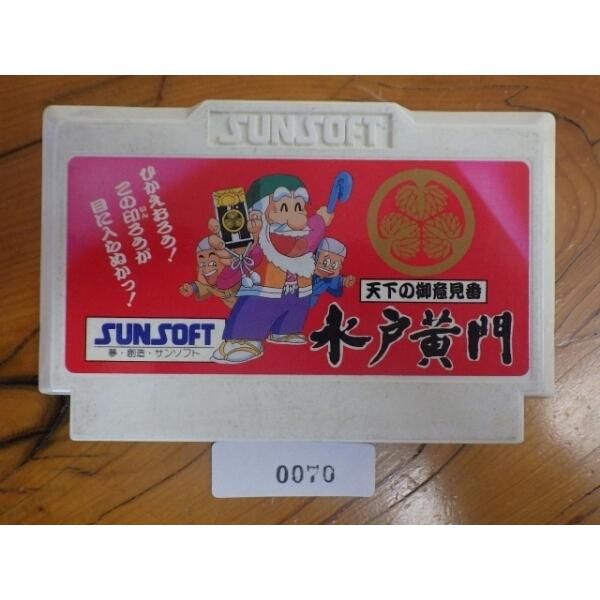 SUNSOFT
ひかえおろう!
この印ろうが
目に入らぬかっ!
天下の御意見番
水戸黄門
SUNSOFT
夢・創造・サンソフト
0070